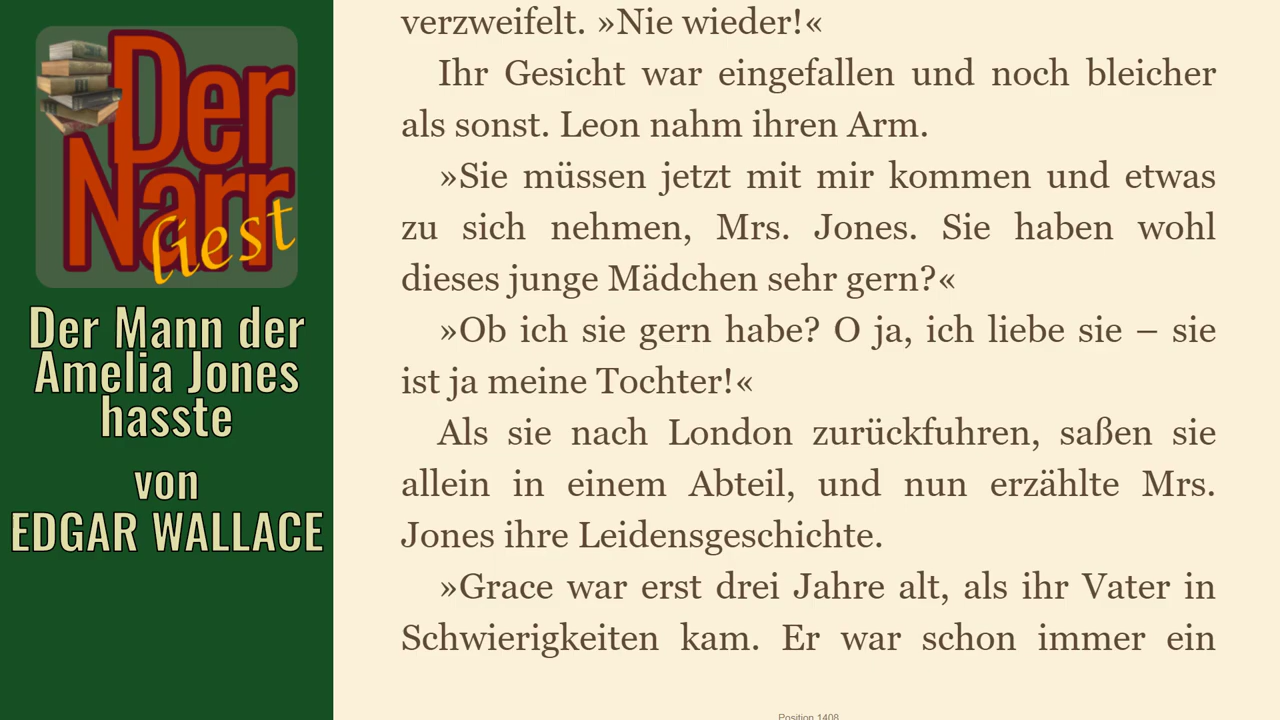 Der
Narr
liest
Der Mann der
Amelia Jones
hasste
von
EDGAR WALLACE
verzweifelt. »Nie wieder!«
Ihr Gesicht war eingefallen und noch bleicher
als sonst. Leon nahm ihren Arm.
»Sie müssen jetzt mit mir kommen und etwas
zu sich nehmen, Mrs. Jones. Sie haben wohl
dieses junge Mädchen sehr gern?«
»Ob ich sie gern habe? O ja, ich liebe sie – sie
ist ja meine Tochter!«
Als sie nach London zurückfuhren, saßen sie
allein in einem Abteil, und nun erzählte Mrs.
Jones ihre Leidensgeschichte.
»Grace war erst drei Jahre alt, als ihr Vater in
Schwierigkeiten kam. Er war schon immer ein
Position 1408